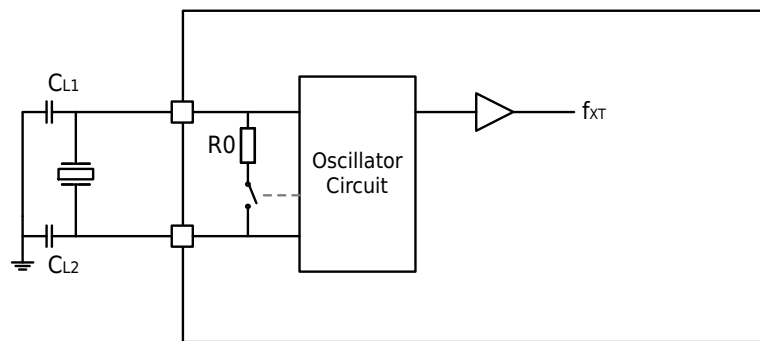 CL1
R0
Oscillator
Circuit
fXT
CL2